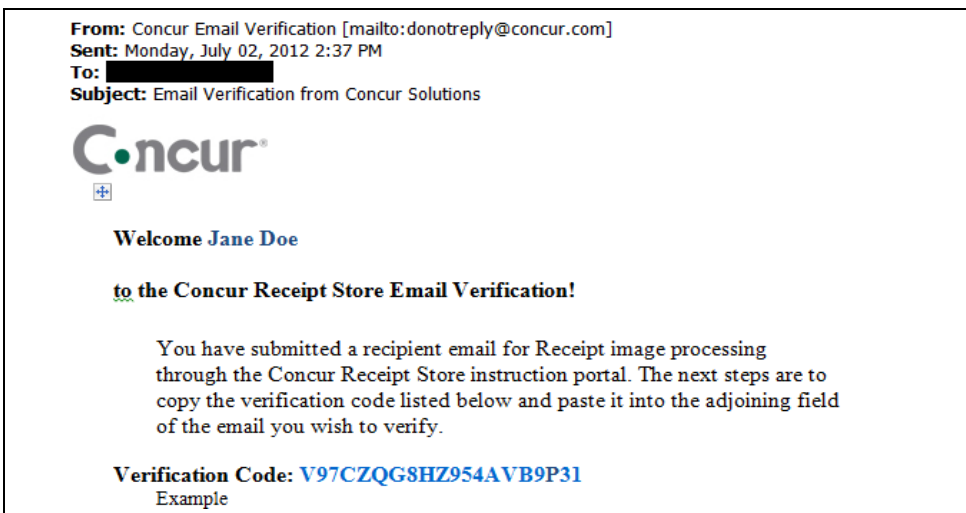 From: Concur Email Verification [mailto:donotreply@concur.com]
Sent: Monday, July 02, 2012 2:37 PM
To:
Subject: Email Verification from Concur Solutions
Concur®
Welcome Jane Doe
to the Concur Receipt Store Email Verification!
You have submitted a recipient email for Receipt image processing
through the Concur Receipt Store instruction portal. The next steps are to
copy the verification code listed below and paste it into the adjoining field
of the email you wish to verify.
Verification Code: V97CZQG8HZ954AVB9P31
Example